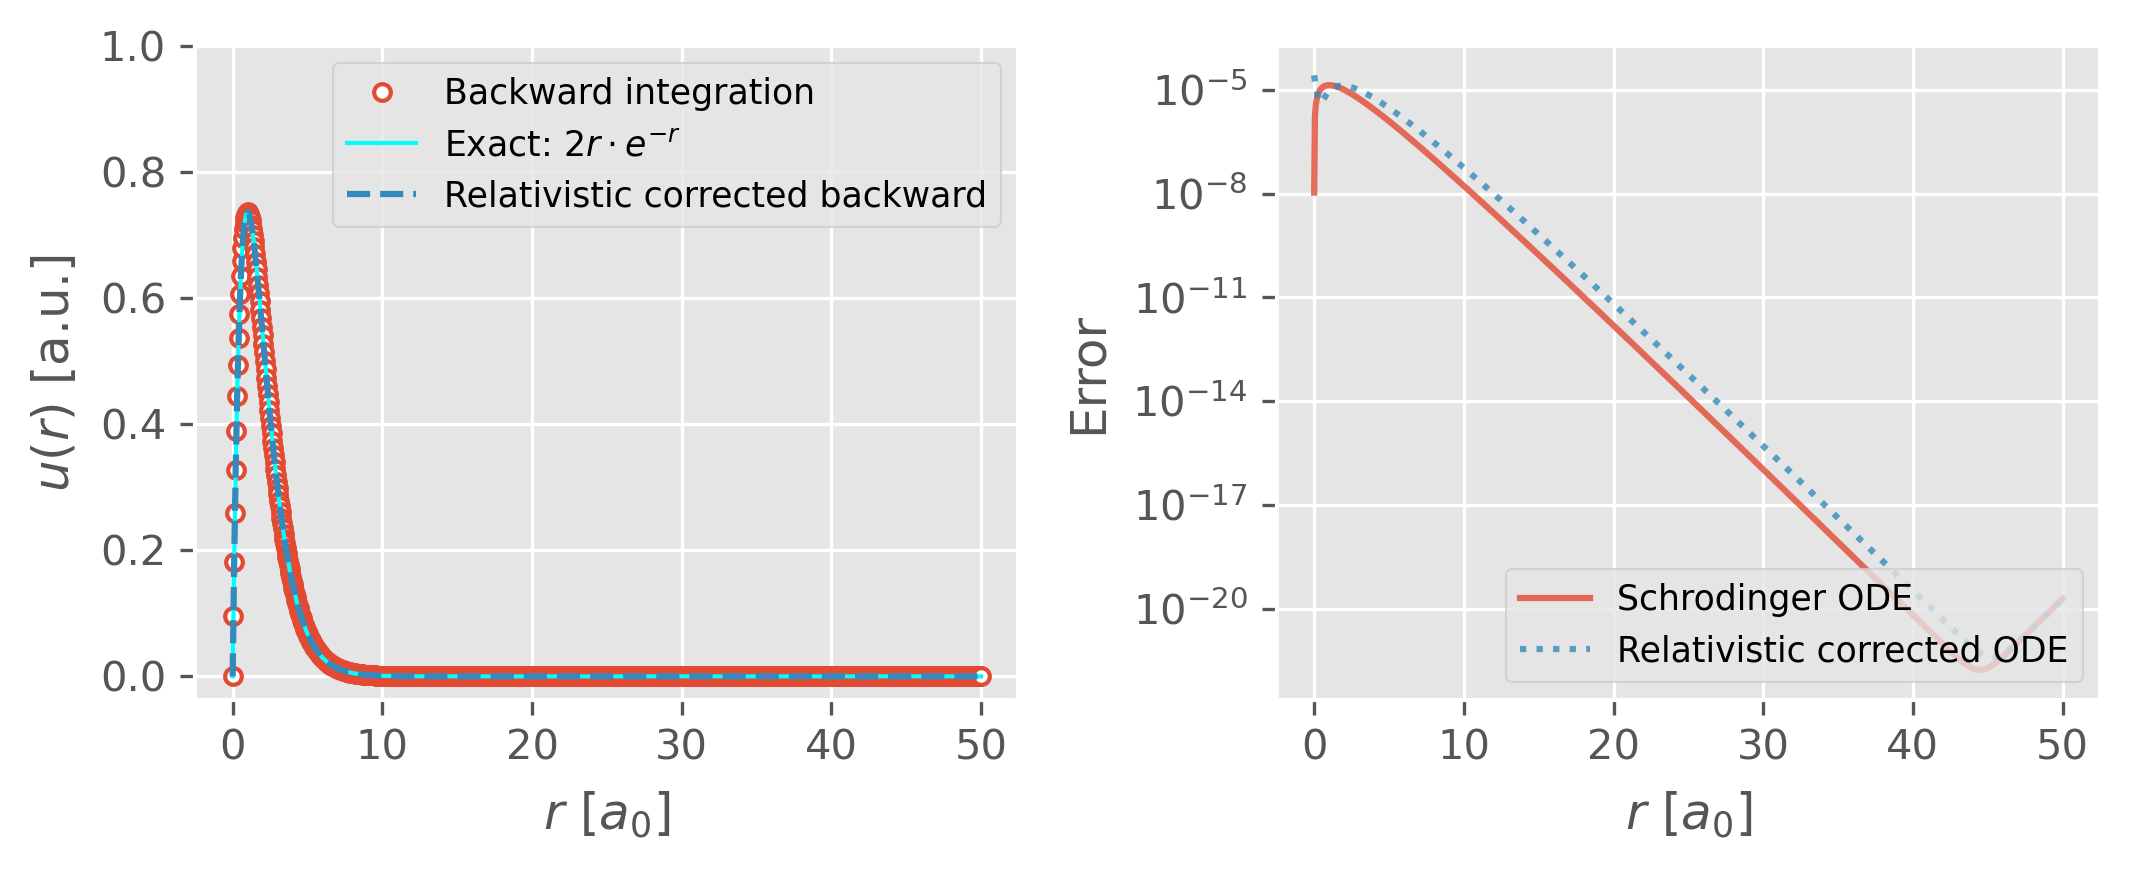 1.0
0.8
0.6
0.4
0.2
0.0
u(r) [a.u.]
Backward integration
Exact: 2r · e⁻ʳ
Relativistic corrected backward
0 10 20 30 40 50
r [a₀]
10⁻⁵
10⁻⁸
10⁻¹¹
10⁻¹⁴
10⁻¹⁷
10⁻²⁰
Error
Schrodinger ODE
Relativistic corrected ODE
0 10 20 30 40 50
r [a₀]